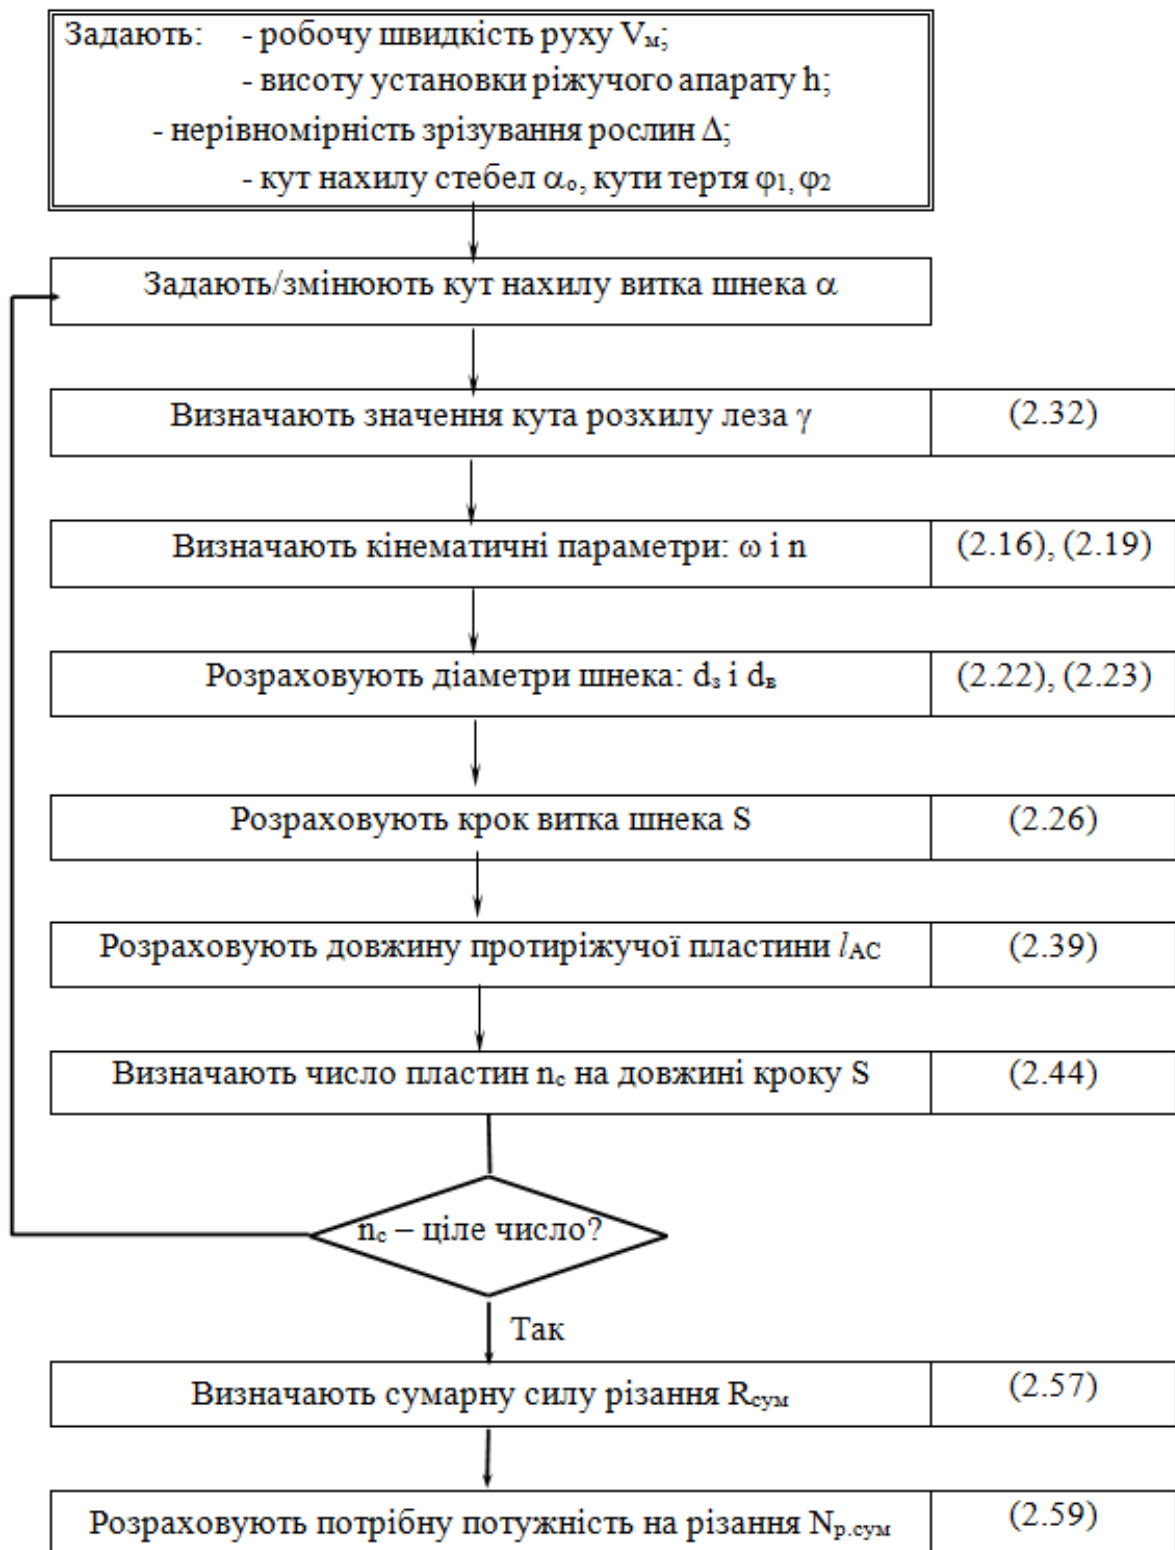 Задають: - робочу швидкість руху Vм;
- висоту установки ріжучого апарату h;
- нерівномірність зрізування рослин Δ;
- кут нахилу стебел αₒ, кути тертя φ1, φ2
Задають/змінюють кут нахилу витка шнека α
Визначають значення кута розхилу леза γ (2.32)
Визначають кінематичні параметри: ω і n (2.16), (2.19)
Розраховують діаметри шнека: dз і dв (2.22), (2.23)
Розраховують крок витка шнека S (2.26)
Розраховують довжину протиріжучої пластини lАС (2.39)
Визначають число пластин nс на довжині кроку S (2.44)
nс – ціле число?
Так
Визначають сумарну силу різання Rсум (2.57)
Розраховують потрібну потужність на різання Nр.сум (2.59)